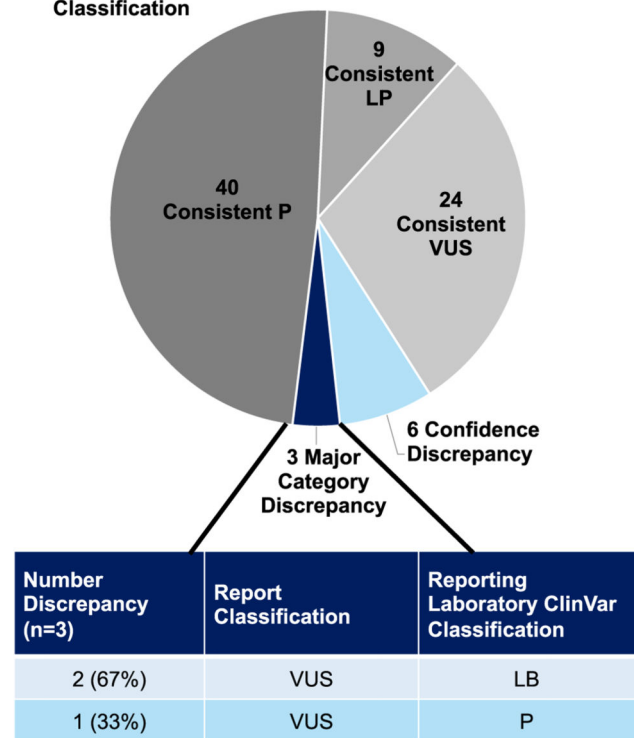 Classification
9
Consistent
LP
40
Consistent P
24
Consistent
VUS
6 Confidence
Discrepancy
3 Major
Category
Discrepancy
Number
Discrepancy
(n=3)
Report
Classification
Reporting
Laboratory ClinVar
Classification
2 (67%)
VUS
LB
1 (33%)
VUS
P